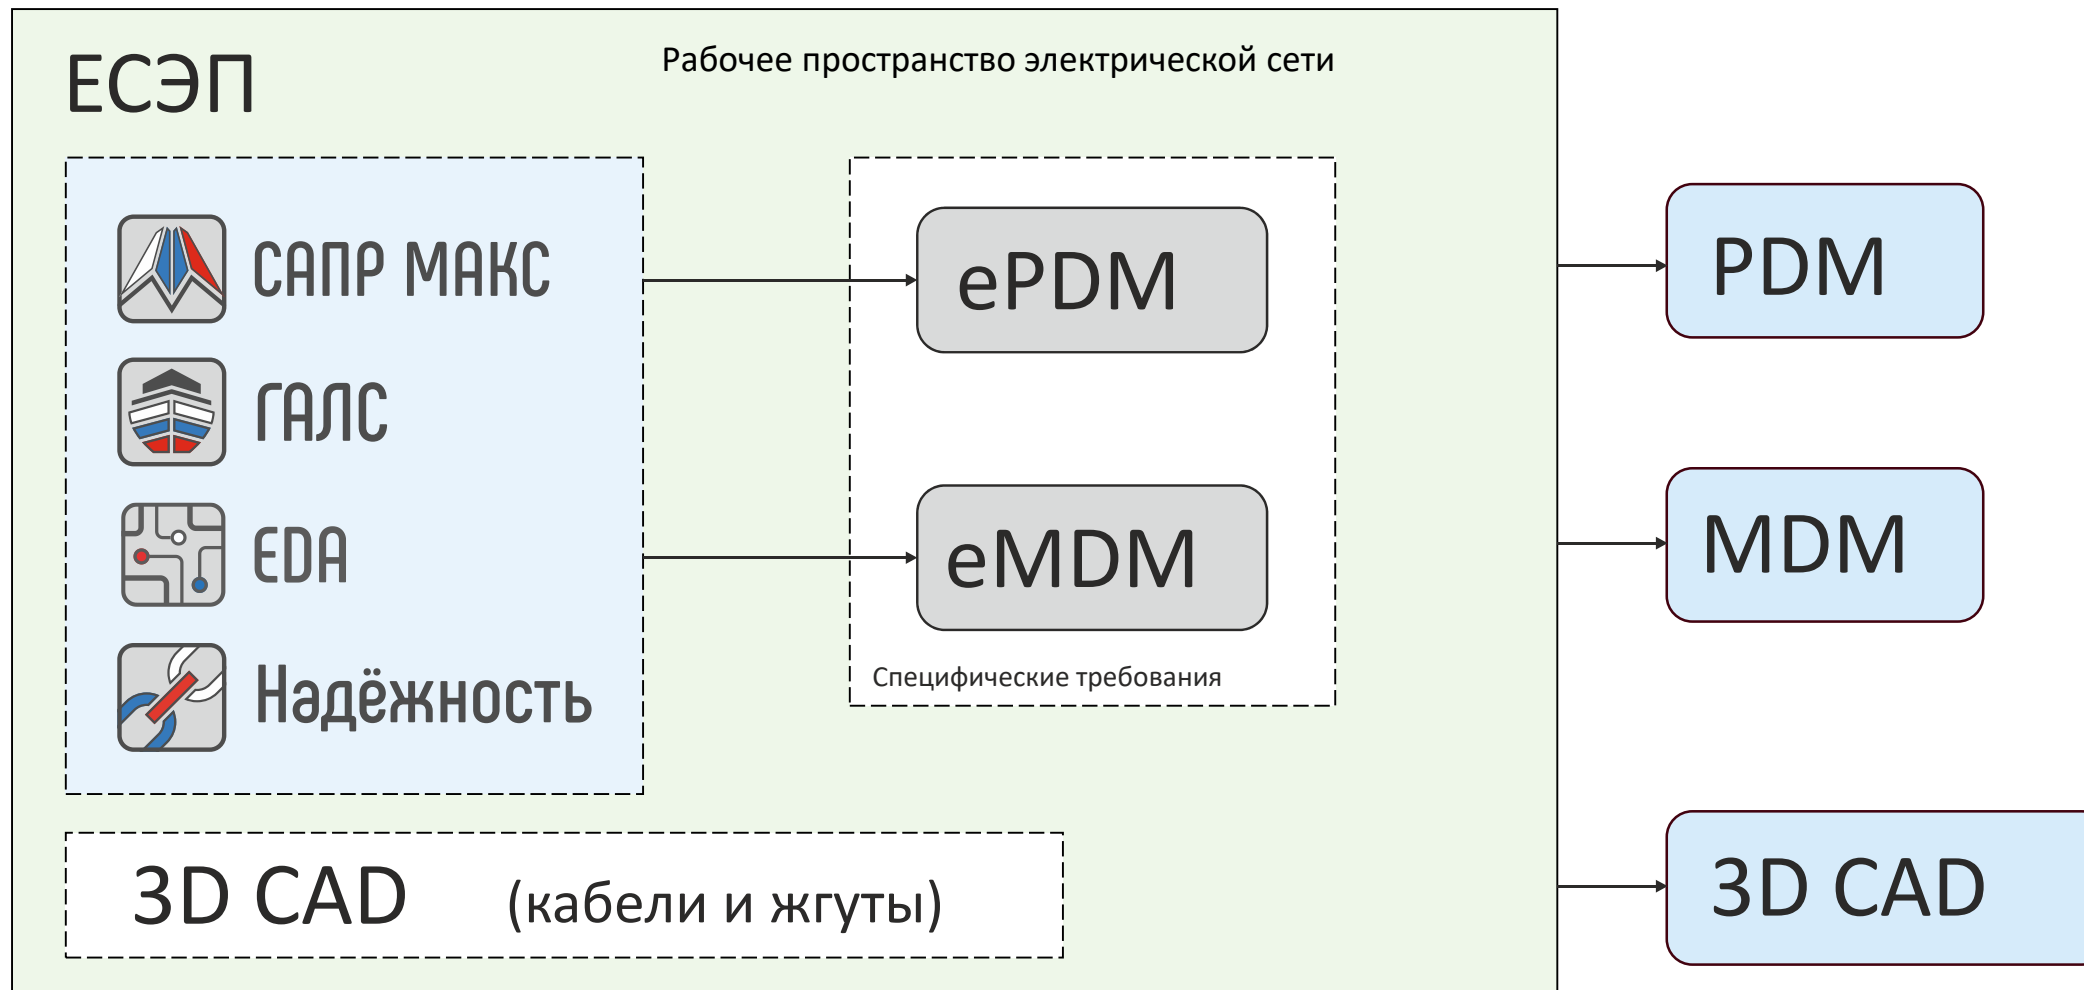 ЕСЭП
Рабочее пространство электрической сети
САПР МАКС
ГАЛС
EDA
Надёжность
ePDM
eMDM
Специфические требования
3D CAD (кабели и жгуты)
PDM
MDM
3D CAD